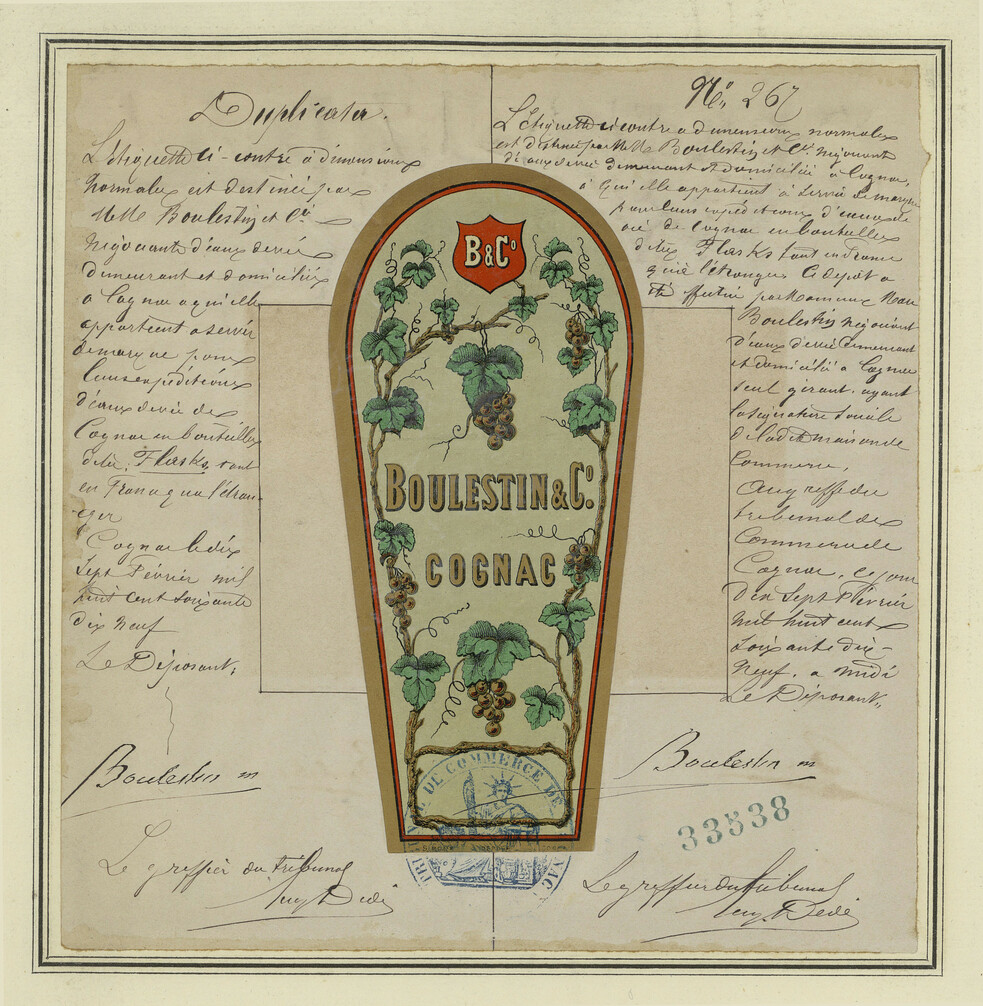 Duplicata.
L'étiquette ci-contre à dimensions
normales est destinée par
MM. Boulestin et Cie
négociants d'eaux de vie
demeurant et domiciliés
à Cognac a qui elle
appartient a servir
de marque pour
leurs expéditions
d'eaux de vie de
Cognac en bouteilles
dites, Flasks, tant
en France qu'a l'étran-
ger
Cognac le dix
Sept Février mil
huit cent soixante
dix neuf
Le Déposant,
Boulestin
Le greffier du tribunal
No. 267
L'étiquette ci contre a dimensions normales
est destinée par MM. Boulestin et Cie négociants
d'eaux de vie demeurant et domiciliés à Cognac,
à qui elle appartient à servir de marque
pour leurs expéditions d'eaux de
vie de Cognac en bouteilles
dites Flasks tant en France
qu'à l'étranger. Ce dépot a
été effectué par Monsieur
Boulestin négociant
d'eaux de vie demeurant
et domicilié a Cognac
seul gérant, ayant
la signature sociale
de la dite maison de
Commerce.
Au greffe du
tribunal de
Commerce de
Cognac, ce jour
dix Sept Février
mil huit cent
soixante dix-
neuf, a midi
Le Déposant,
Boulestin
33538
Le greffier du tribunal
B&Co
BOULESTIN & Co.
COGNAC
DE COMMERCE DE